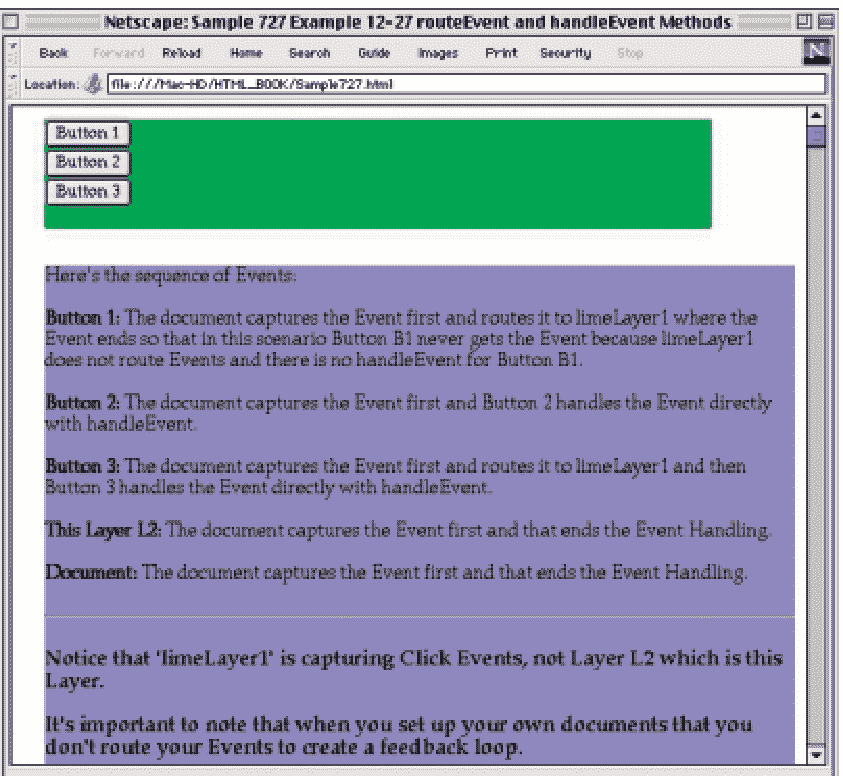 Netscape: Sample 727 Example 12-27 routeEvent and handleEvent Methods
Back Forward Reload Home Search Guide Images Print Security Stop
N
Location: file:///Mac-HD/HTML_BOOK/Sample727.html
Button 1
Button 2
Button 3
Here's the sequence of Events:
Button 1: The document captures the Event first and routes it to limeLayer1 where the
Event ends so that in this scenario Button B1 never gets the Event because limeLayer1
does not route Events and there is no handleEvent for Button B1.
Button 2: The document captures the Event first and Button 2 handles the Event directly
with handleEvent.
Button 3: The document captures the Event first and routes it to limeLayer1 and then
Button 3 handles the Event directly with handleEvent.
This Layer L2: The document captures the Event first and that ends the Event Handling.
Document: The document captures the Event first and that ends the Event Handling.
Notice that 'limeLayer1' is capturing Click Events, not Layer L2 which is this
Layer.
It's important to note that when you set up your own documents that you
don't route your Events to create a feedback loop.